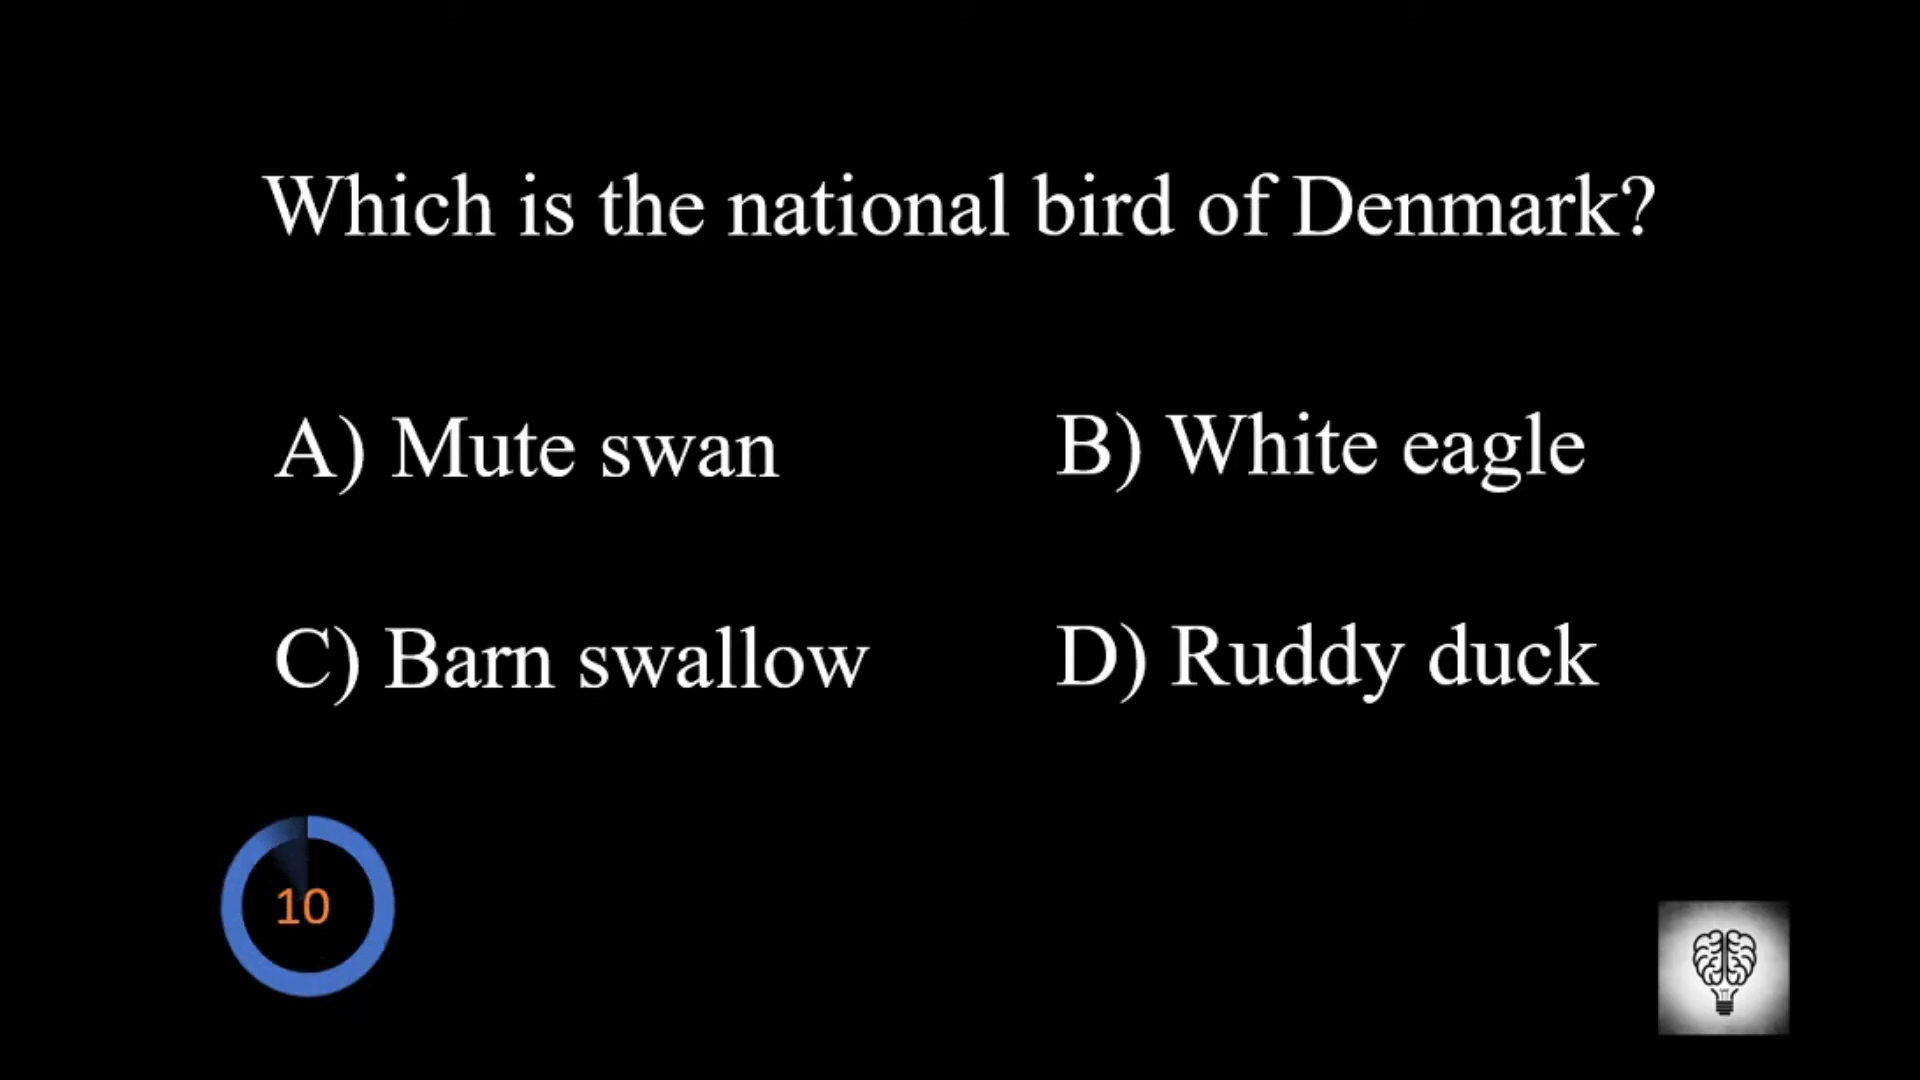 Which is the national bird of Denmark?
A) Mute swan
B) White eagle
C) Barn swallow
D) Ruddy duck
10